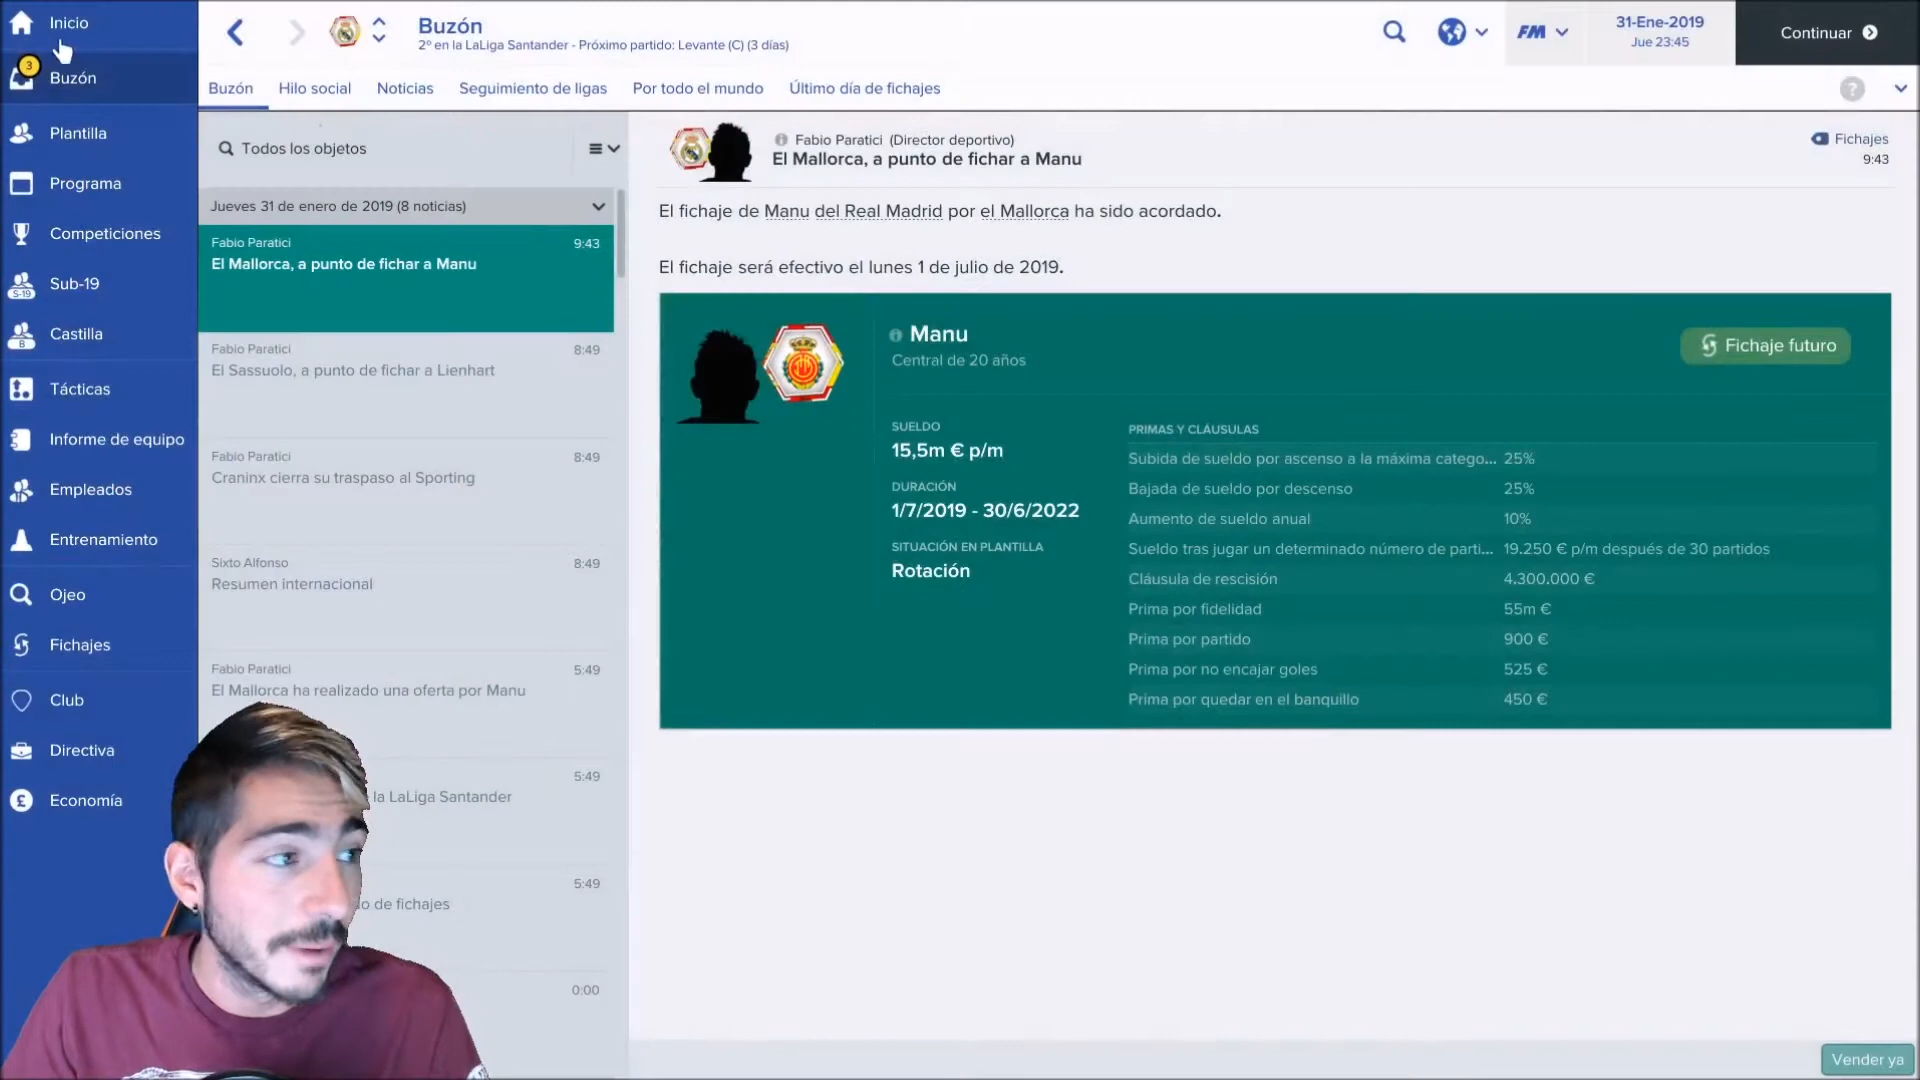 Inicio
3
Buzón
Plantilla
Programa
Competiciones
S-19
Sub-19
B
Castilla
Tácticas
Informe de equipo
Empleados
Entrenamiento
Ojeo
Fichajes
Club
Directiva
£
Economía
Buzón
2º en la LaLiga Santander - Próximo partido: Levante (C) (3 días)
FM
31-Ene-2019
Jue 23:45
Continuar
Buzón
Hilo social
Noticias
Seguimiento de ligas
Por todo el mundo
Último día de fichajes
?
Todos los objetos
Jueves 31 de enero de 2019 (8 noticias)
Fabio Paratici 9:43
El Mallorca, a punto de fichar a Manu
Fabio Paratici 8:49
El Sassuolo, a punto de fichar a Lienhart
Fabio Paratici 8:49
Craninx cierra su traspaso al Sporting
Sixto Alfonso 8:49
Resumen internacional
Fabio Paratici 5:49
El Mallorca ha realizado una oferta por Manu
5:49
la LaLiga Santander
5:49
de fichajes
0:00
Fabio Paratici (Director deportivo)
El Mallorca, a punto de fichar a Manu
Fichajes
9:43
El fichaje de Manu del Real Madrid por el Mallorca ha sido acordado.
El fichaje será efectivo el lunes 1 de julio de 2019.
Manu
Central de 20 años
Fichaje futuro
SUELDO
15,5m € p/m
DURACIÓN
1/7/2019 - 30/6/2022
SITUACIÓN EN PLANTILLA
Rotación
PRIMAS Y CLÁUSULAS
Subida de sueldo por ascenso a la máxima catego... 25%
Bajada de sueldo por descenso 25%
Aumento de sueldo anual 10%
Sueldo tras jugar un determinado número de parti... 19.250 € p/m después de 30 partidos
Cláusula de rescisión 4.300.000 €
Prima por fidelidad 55m €
Prima por partido 900 €
Prima por no encajar goles 525 €
Prima por quedar en el banquillo 450 €
Vender ya